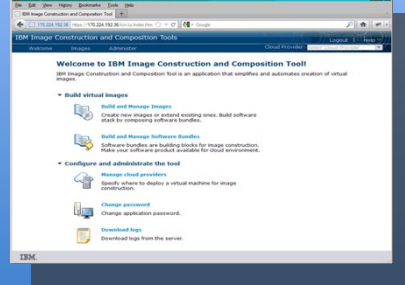 File Edit View History Bookmarks Tools Help
IBM Image Construction and Composition Tool +
Google
IBM Image Construction and Composition Tools
Logout | Help
Welcome Images Administer
Cloud Provider:
Welcome to IBM Image Construction and Composition Tool!
IBM Image Construction and Composition Tool is an application that simplifies and automates creation of virtual
images.
Build virtual images
Build and Manage Images
Create new images or extend existing ones. Build software
stack by composing software bundles.
Build and Manage Software Bundles
Software bundles are building blocks for image construction.
Make your software product available for cloud environment.
Configure and administrate the tool
Manage cloud providers
Specify where to deploy a virtual machine for image
construction.
Change password
Change application password.
Download logs
Download logs from the server.
IBM.